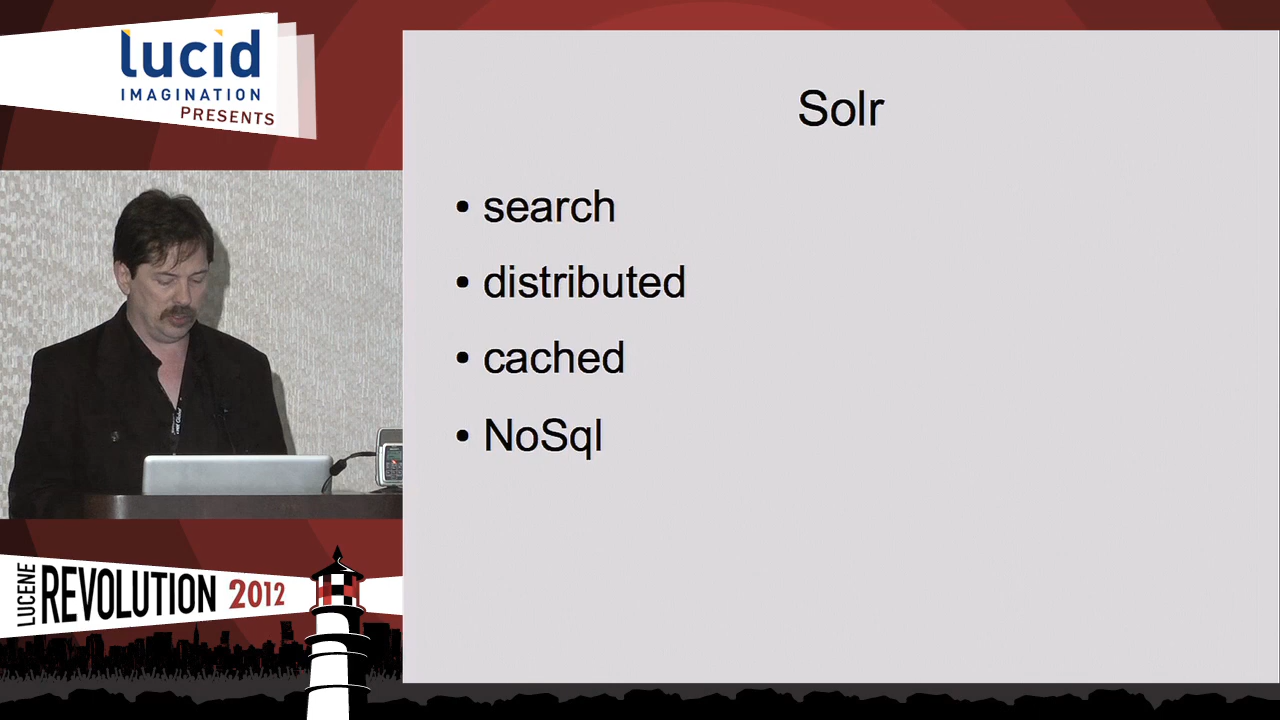 lucid
IMAGINATION
PRESENTS
Solr
• search
• distributed
• cached
• NoSql
LUCENE
REVOLUTION 2012